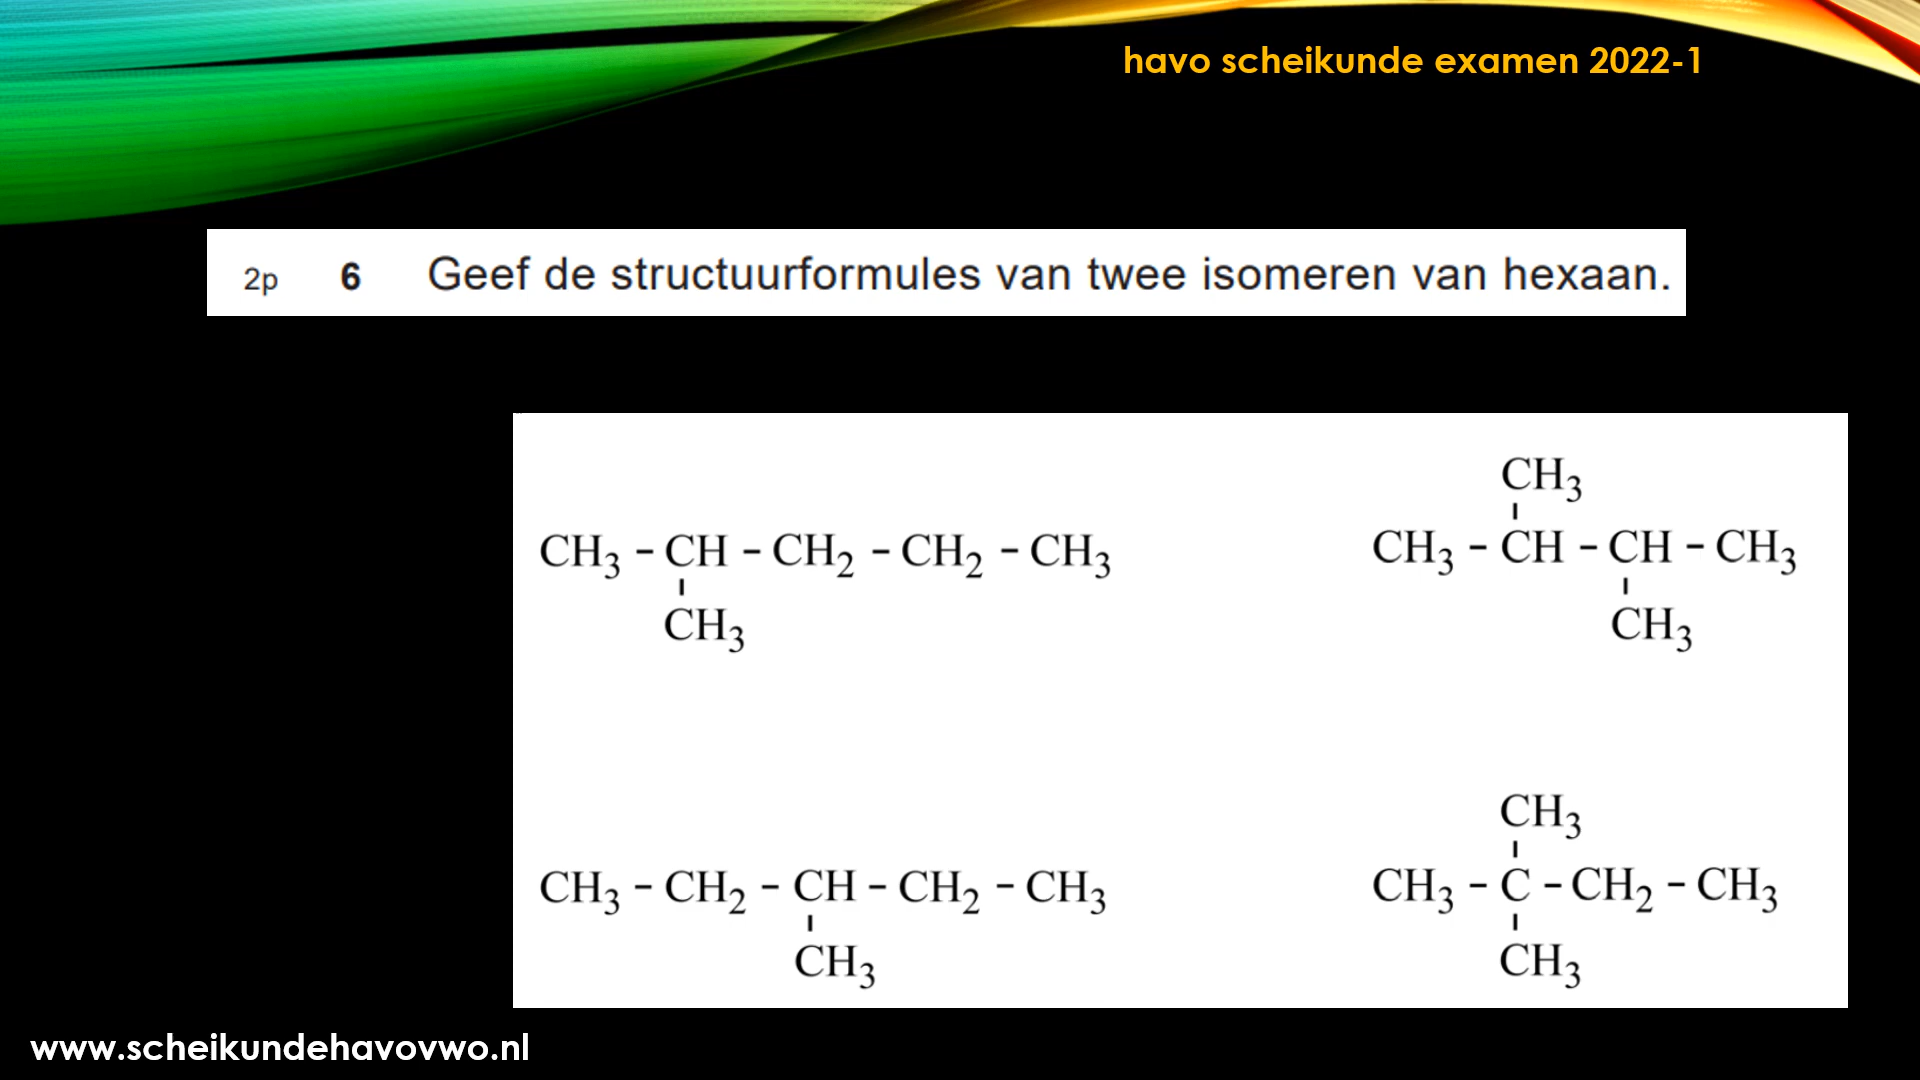 havo scheikunde examen 2022-1
2p 6 Geef de structuurformules van twee isomeren van hexaan.
CH₃ - CH - CH₂ - CH₂ - CH₃
CH₃
CH₃
CH₃ - CH - CH - CH₃
CH₃
CH₃ - CH₂ - CH - CH₂ - CH₃
CH₃
CH₃
CH₃ - C - CH₂ - CH₃
CH₃
www.scheikundehavovwo.nl